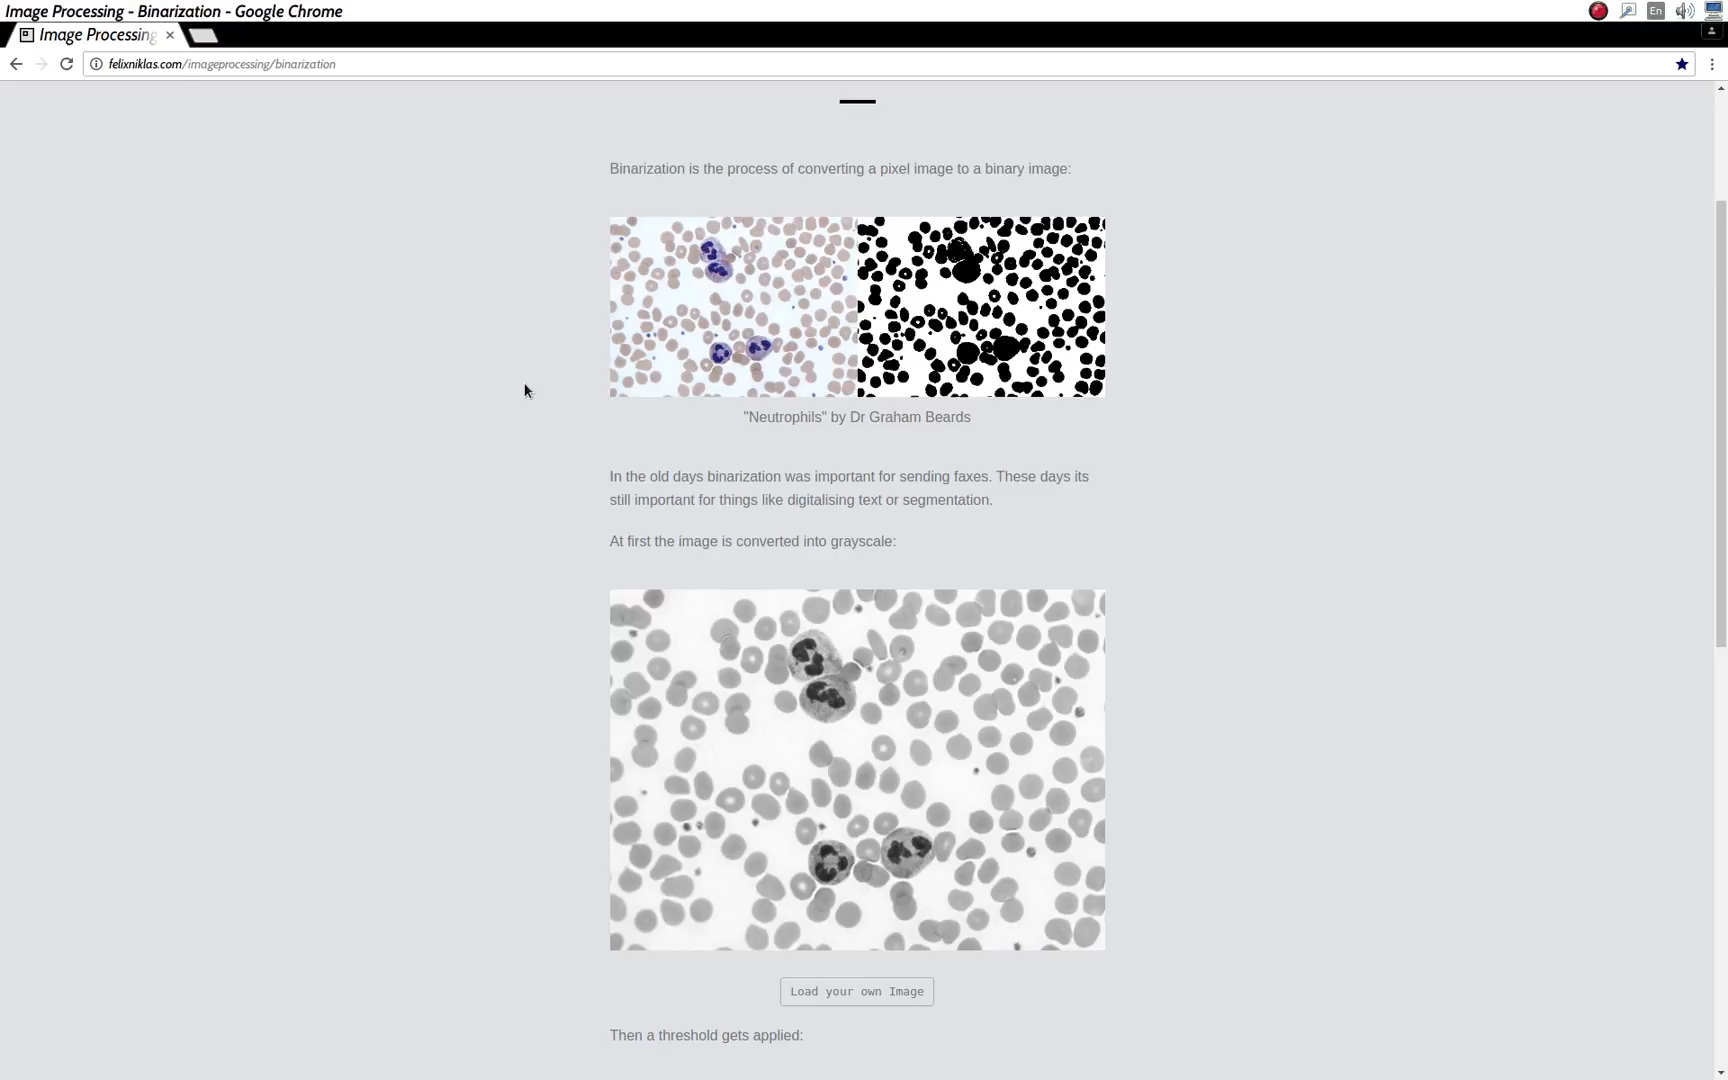 Image Processing - Binarization - Google Chrome
En
Image Processing
felixniklas.com/imageprocessing/binarization
Binarization is the process of converting a pixel image to a binary image:
"Neutrophils" by Dr Graham Beards
In the old days binarization was important for sending faxes. These days its
still important for things like digitalising text or segmentation.
At first the image is converted into grayscale:
Load your own Image
Then a threshold gets applied: